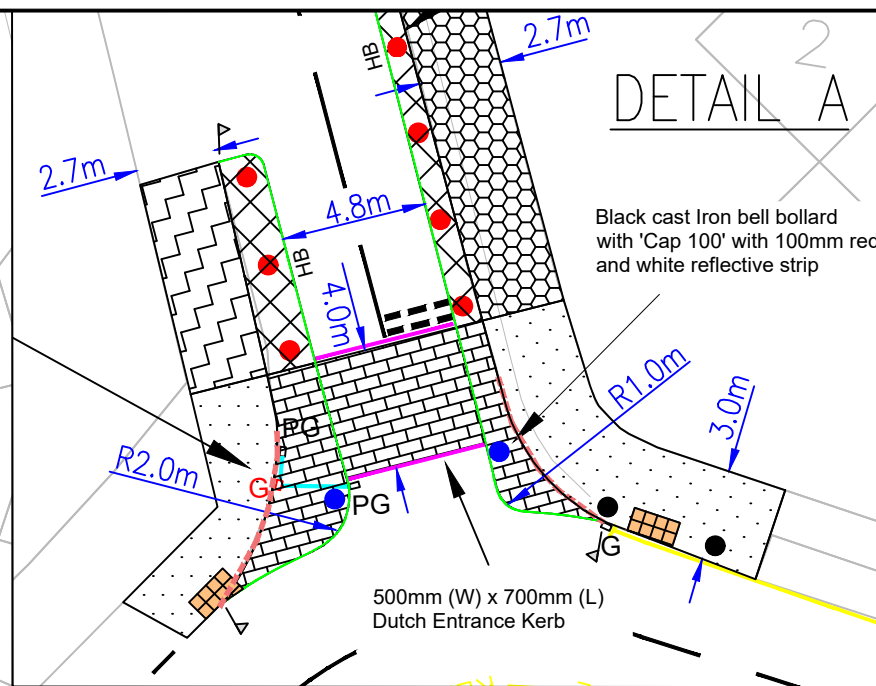 2
2.7m
HB
DETAIL A
2.7m
4.8m
Black cast Iron bell bollard
with 'Cap 100' with 100mm red
and white reflective strip
HB
4.0m
R1.0m
3.0m
PG
R2.0m
G
PG
G
500mm (W) x 700mm (L)
Dutch Entrance Kerb